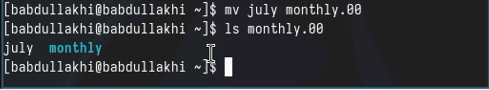 [babdullakhi@babdullakhi ~]$ mv july monthly.00
[babdullakhi@babdullakhi ~]$ ls monthly.00
july  monthly
[babdullakhi@babdullakhi ~]$